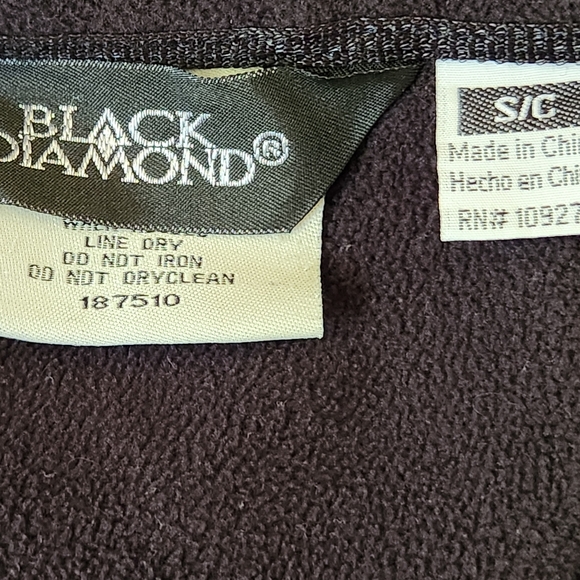 BLACK
DIAMOND®
LINE DRY
DO NOT IRON
DO NOT DRYCLEAN
187510
S/G
Made in Chi
Hecho en Chi
RN# 10927